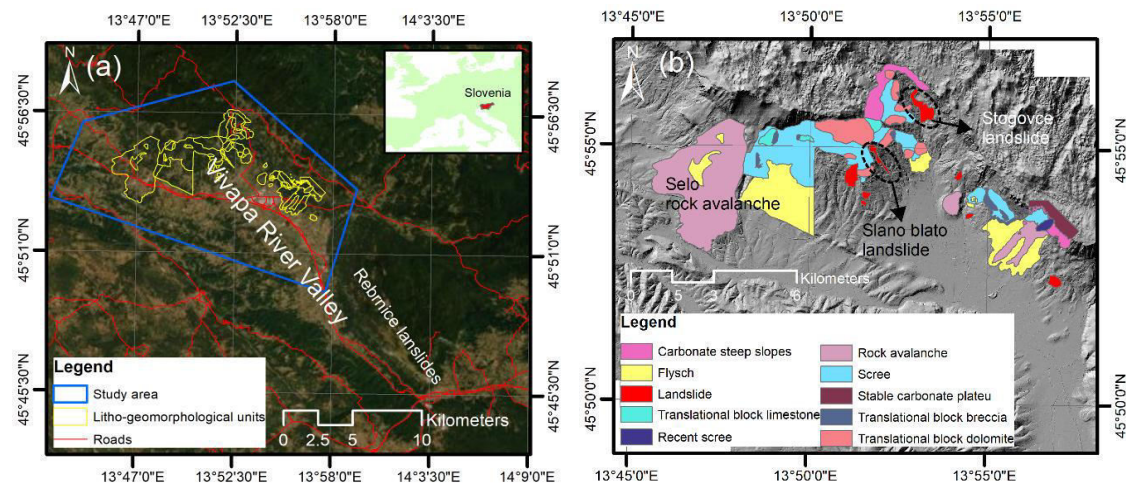 13°47'0"E 13°52'30"E 13°58'0"E 14°3'30"E
N
(a)
Slovenia
45°56'30"N
45°56'30"N
45°51'0"N
45°51'0"N
45°45'30"N
45°45'30"N
Vivapa River Valley
Rebrnice lanslides
Legend
Study area
Litho-geomorphological units
Roads
Kilometers
0 2.5 5 10
13°47'0"E 13°52'30"E 13°58'0"E 14°3'30"E 14°9'0"E
13°45'0"E 13°50'0"E 13°55'0"E
N
(b)
Stogovce
landslide
45°55'0"N
45°55'0"N
Selo
rock avalanche
Slano blato
landslide
Kilometers
45°50'0"N
45°50'0"N
Legend
Carbonate steep slopes
Flysch
Landslide
Translational block limestone
Recent scree
Rock avalanche
Scree
Stable carbonate plateu
Translational block breccia
Translational block dolomite
13°45'0"E 13°50'0"E 13°55'0"E